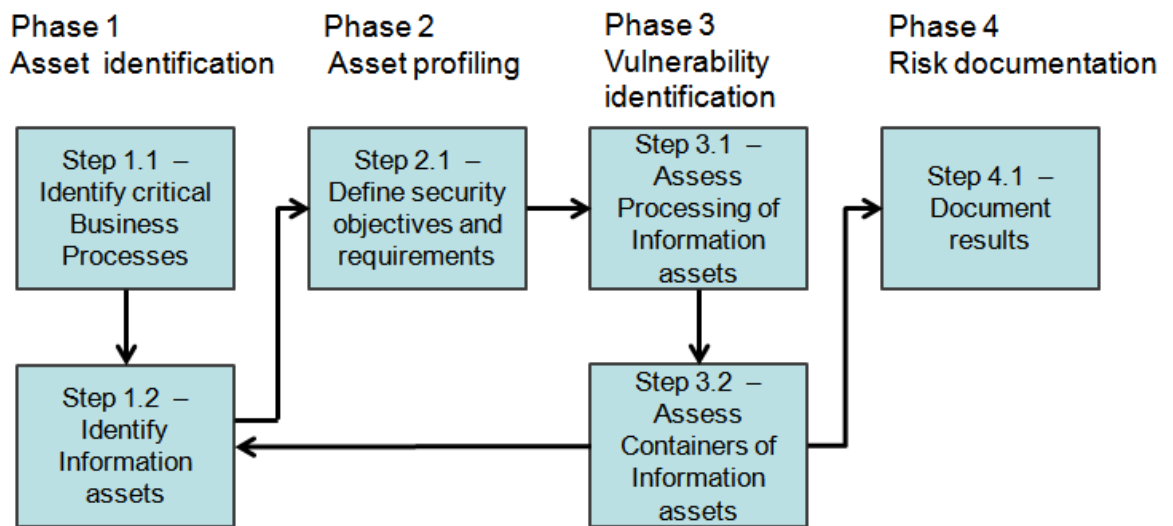 Phase 1
Asset identification
Phase 2
Asset profiling
Phase 3
Vulnerability
identification
Phase 4
Risk documentation
Step 1.1 –
Identify critical
Business
Processes
Step 2.1 –
Define security
objectives and
requirements
Step 3.1 –
Assess
Processing of
Information
assets
Step 4.1 –
Document
results
Step 1.2 –
Identify
Information
assets
Step 3.2 –
Assess
Containers of
Information
assets